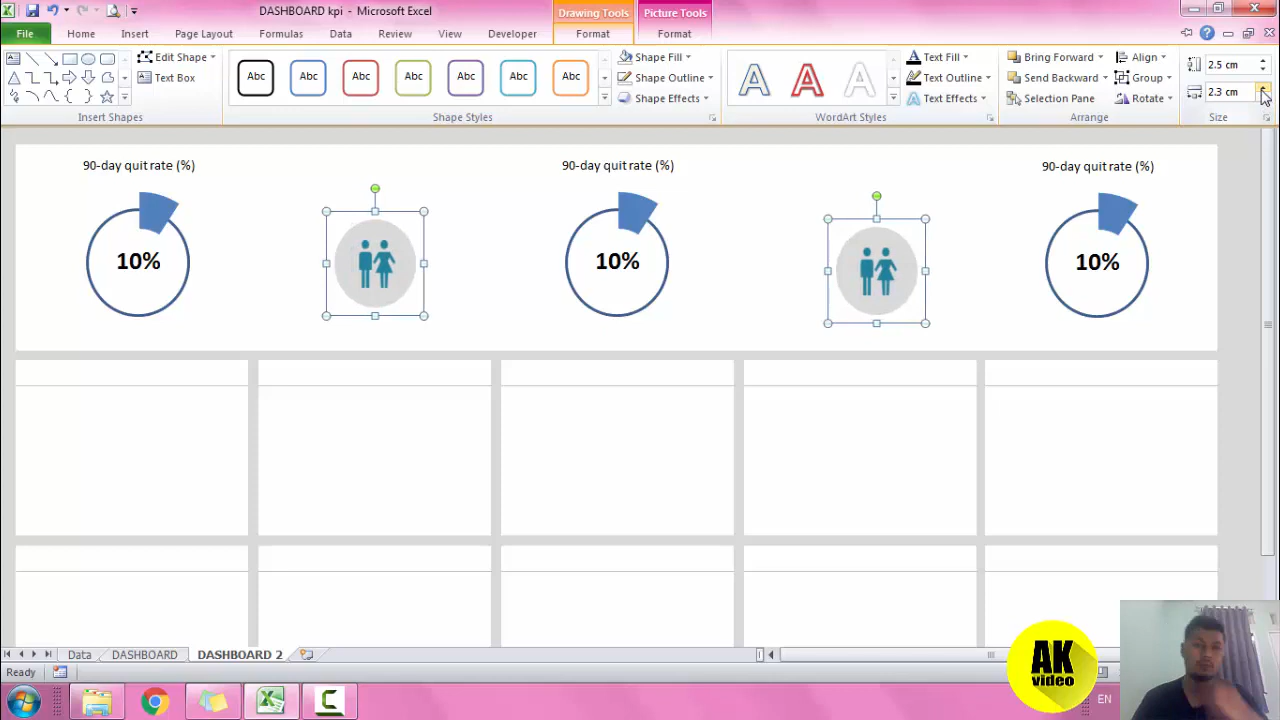 DASHBOARD kpi - Microsoft Excel
Drawing Tools
Picture Tools
File
Home
Insert
Page Layout
Formulas
Data
Review
View
Developer
Format
Format
Edit Shape
Text Box
Insert Shapes
Abc
Abc
Abc
Abc
Abc
Abc
Abc
Shape Fill
Shape Outline
Shape Effects
Shape Styles
A
A
A
Text Fill
Text Outline
Text Effects
WordArt Styles
Bring Forward
Send Backward
Selection Pane
Align
Group
Rotate
Arrange
2.5 cm
2.3 cm
Size
90-day quit rate (%)
90-day quit rate (%)
90-day quit rate (%)
10%
10%
10%
Data
DASHBOARD
DASHBOARD 2
Ready
AK
video
EN